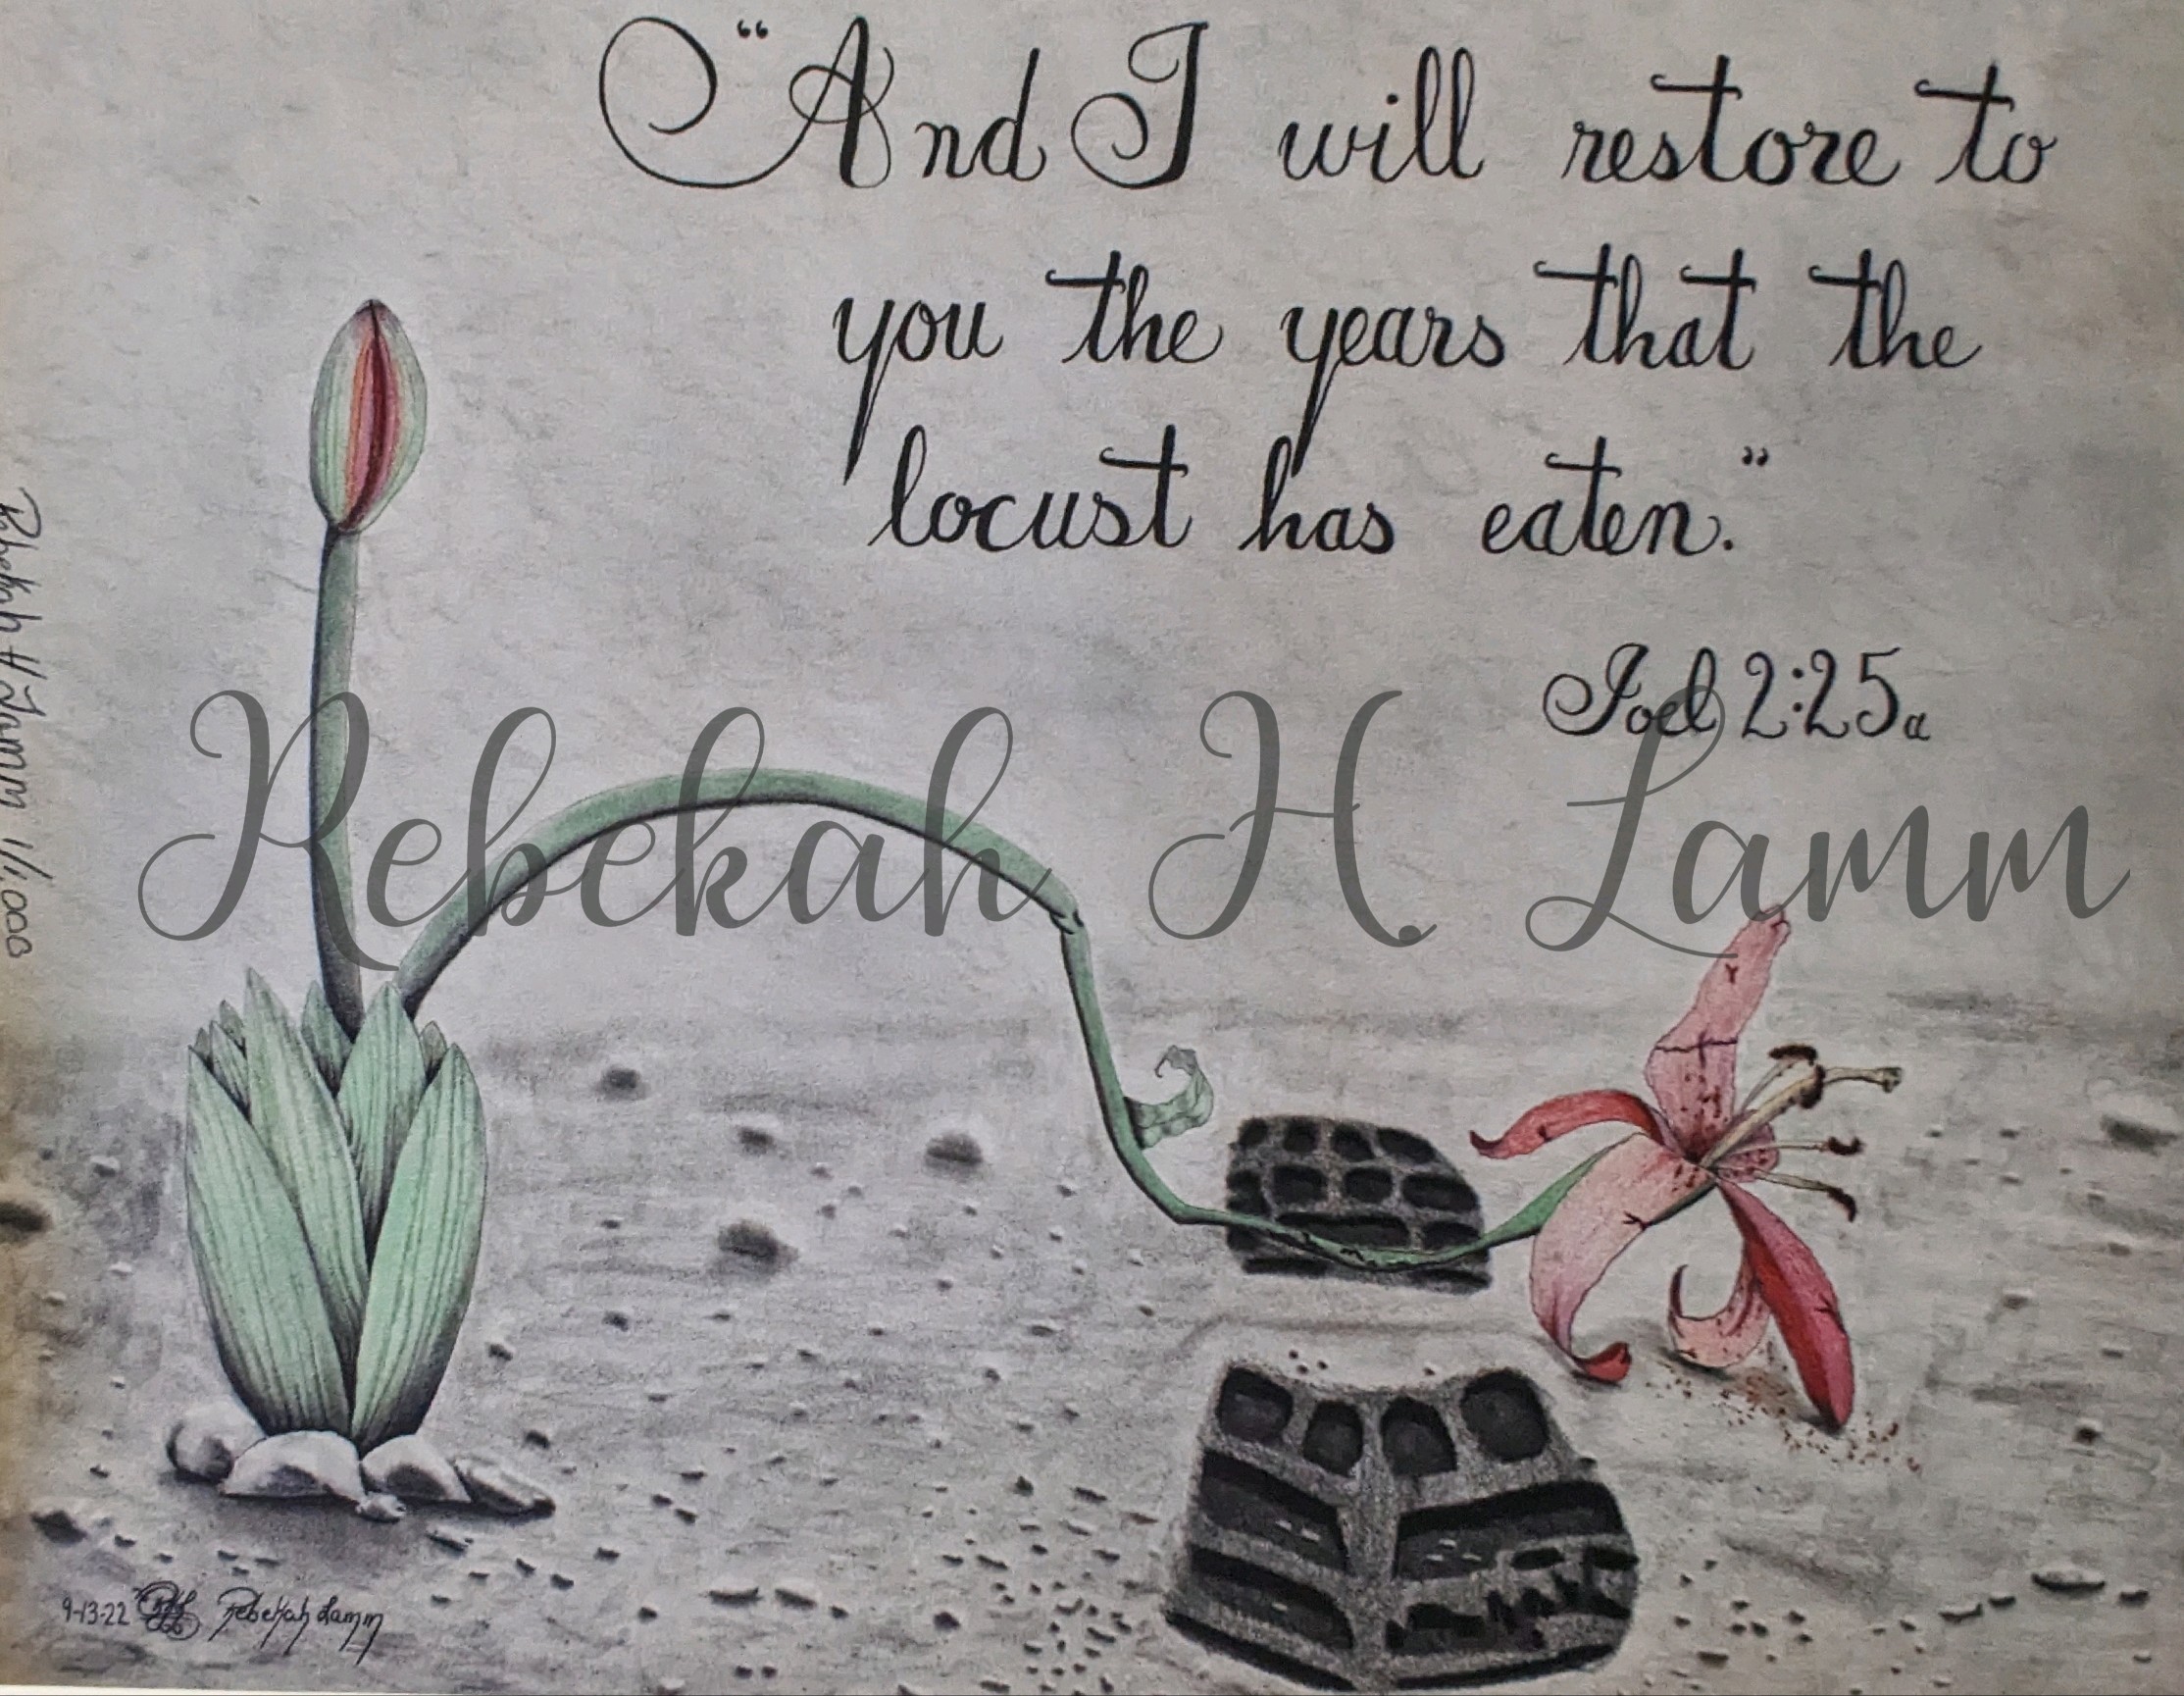 “And I will restore to
you the years that the
locust has eaten.”
Joel 2:25a
Rebekah H. Lamm
Rebekah H Lamm 1/1,000
9-13-22 RHL Rebekah Lamm